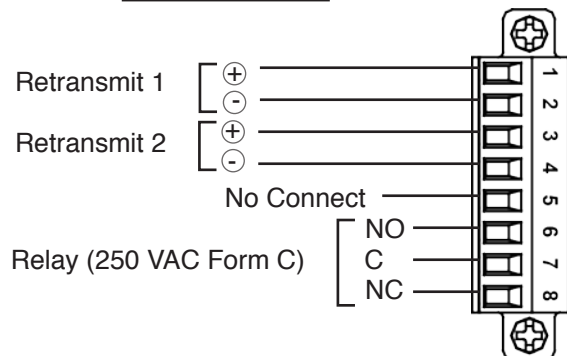 Retransmit 1
+
-
Retransmit 2
+
-
No Connect
Relay (250 VAC Form C)
NO
C
NC
1
2
3
4
5
6
7
8